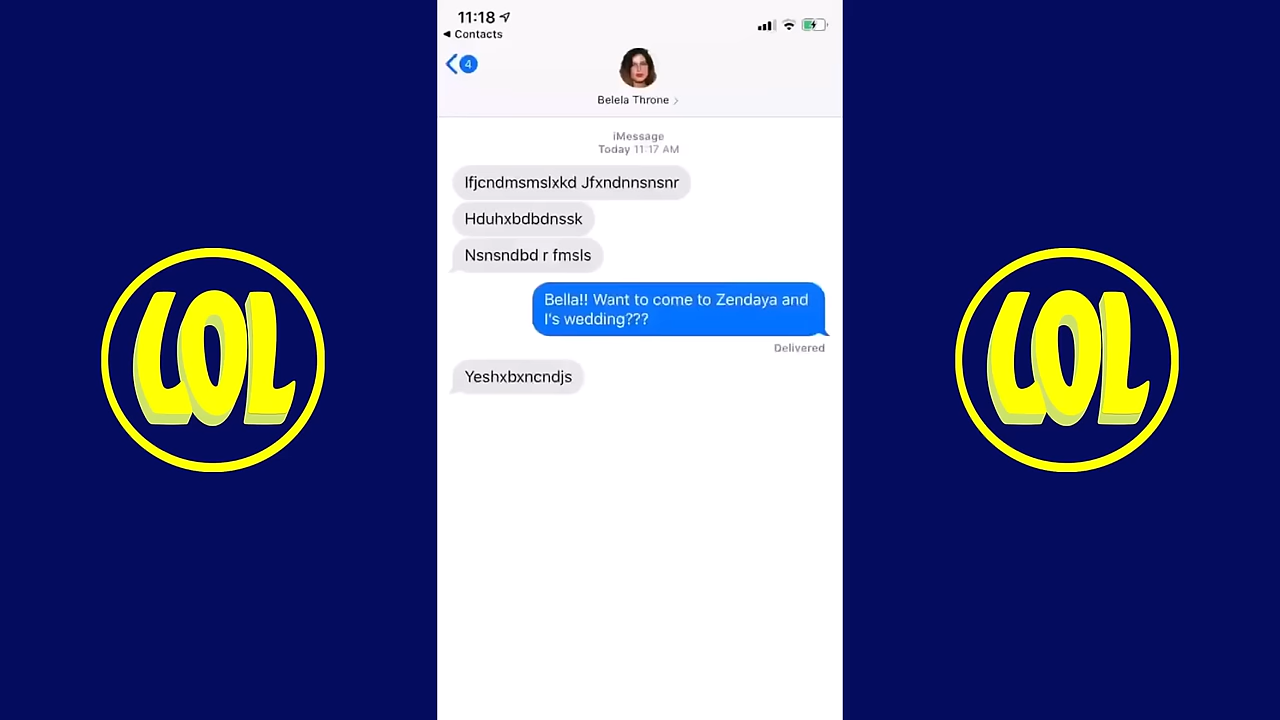 11:18
Contacts
4
Belela Throne
iMessage
Today 11:17 AM
Ifjcndmsmslxkd Jfxndnnsnsnr
Hduhxbdbdnssk
Nsnsndbd r fmsls
Bella!! Want to come to Zendaya and
I's wedding???
Delivered
Yeshxbxncndjs
LOL
LOL